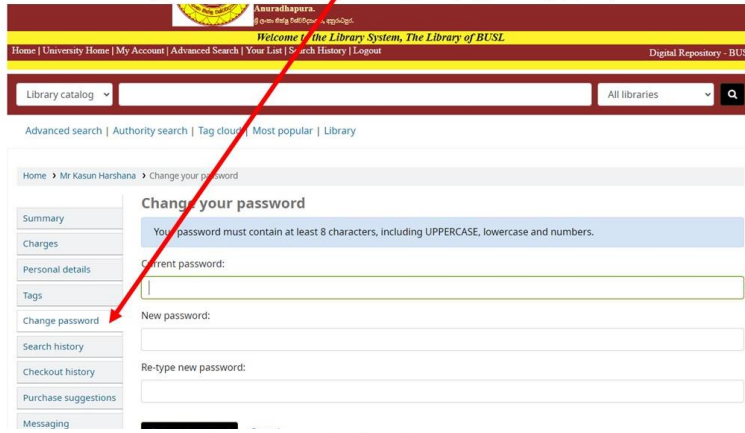 Anuradhapura.
ශ්‍රී ලංකා භික්ෂු විශ්වවිද්‍යාලය, අනුරාධපුර.
Welcome to the Library System, The Library of BUSL
Home | University Home | My Account | Advanced Search | Your List | Search History | Logout
Digital Repository - BUS
Library catalog
All libraries
Advanced search | Authority search | Tag cloud | Most popular | Library
Home › Mr Kasun Harshana › Change your password
Change your password
Your password must contain at least 8 characters, including UPPERCASE, lowercase and numbers.
Summary
Charges
Personal details
Tags
Change password
Search history
Checkout history
Purchase suggestions
Messaging
Current password:
New password:
Re-type new password: